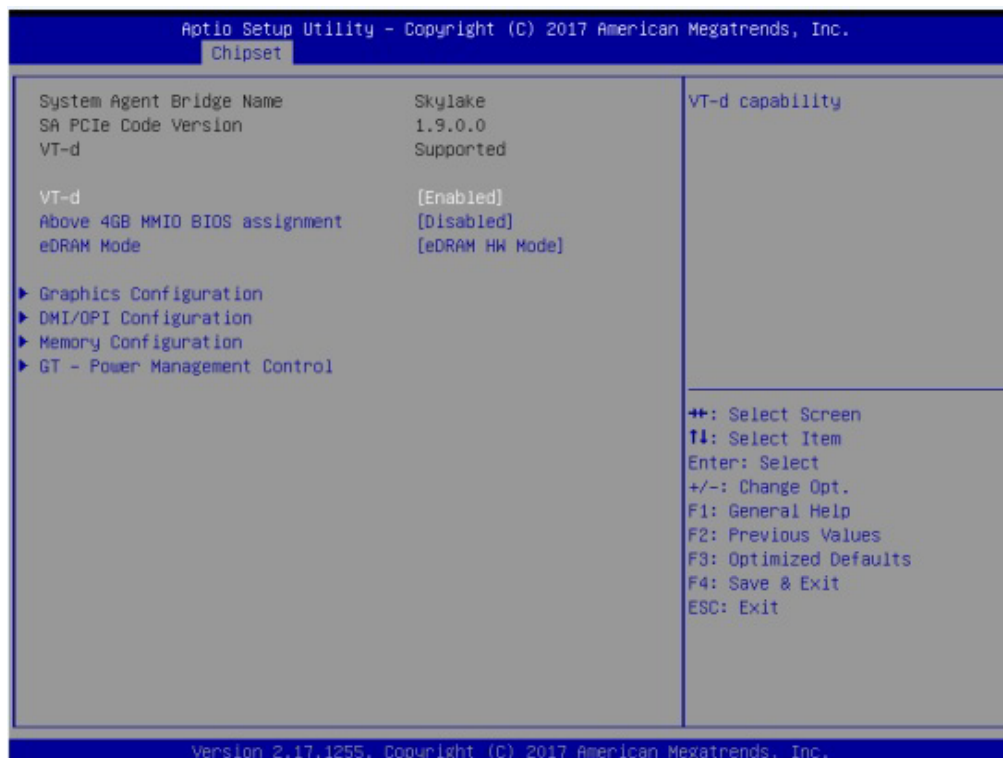 Aptio Setup Utility – Copyright (C) 2017 American Megatrends, Inc.
Chipset
System Agent Bridge Name Skylake
SA PCIe Code Version 1.9.0.0
VT-d Supported
VT-d [Enabled]
Above 4GB MMIO BIOS assignment [Disabled]
eDRAM Mode [eDRAM HW Mode]
Graphics Configuration
DMI/OPI Configuration
Memory Configuration
GT – Power Management Control
VT-d capability
→←: Select Screen
↑↓: Select Item
Enter: Select
+/-: Change Opt.
F1: General Help
F2: Previous Values
F3: Optimized Defaults
F4: Save & Exit
ESC: Exit
Version 2.17.1255. Copyright (C) 2017 American Megatrends, Inc.